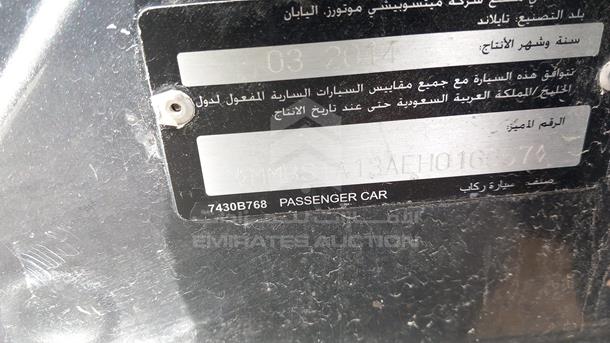 شركة ميتسوبيشي موتورز. اليابان
بلد التصنيع: تايلاند
سنة وشهر الأنتاج:
03 2014
تتوافق هذه السيارة مع جميع مقاييس السيارات السارية المفعول لدول
الخليج/المملكة العربية السعودية حتى عند تاريخ الانتاج
الرقم المميز:
A13AEH01
صنف: سيارة ركاب
7430B768 PASSENGER CAR
EMIRATES AUCTION